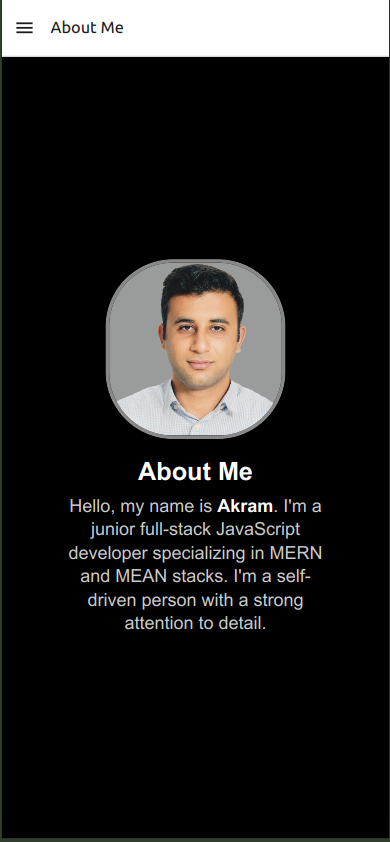 About Me
About Me
Hello, my name is Akram. I'm a
junior full-stack JavaScript
developer specializing in MERN
and MEAN stacks. I'm a self-
driven person with a strong
attention to detail.